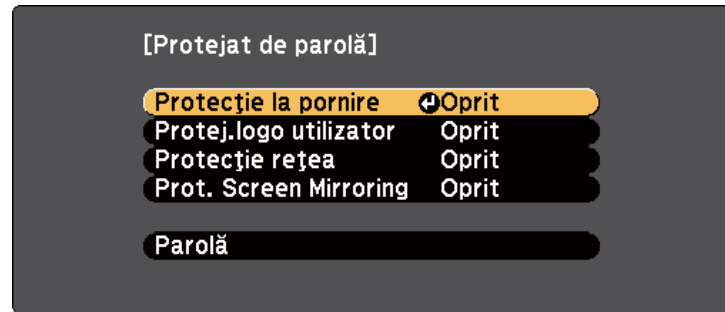 [Protejat de parolă]
Protecţie la pornire Oprit
Protej.logo utilizator Oprit
Protecţie reţea Oprit
Prot. Screen Mirroring Oprit
Parolă